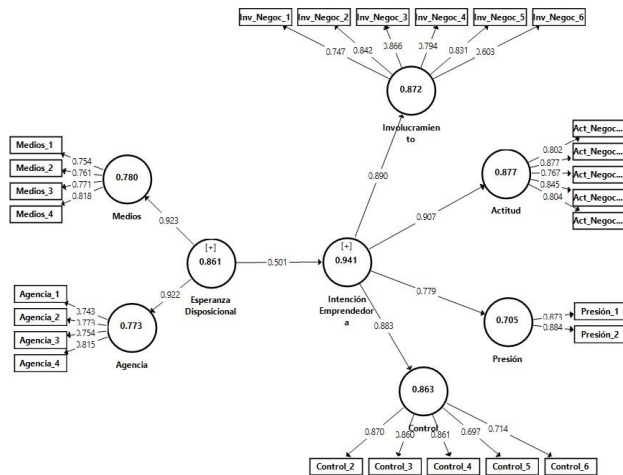 Inv_Negoc_1 Inv_Negoc_2 Inv_Negoc_3 Inv_Negoc_4 Inv_Negoc_5 Inv_Negoc_6
0.747 0.842 0.866 0.794 0.831 0.603
0.872
Involucramien
to
Medios_1
Medios_2
Medios_3
Medios_4
0.754
0.761
0.771
0.818
0.780
Medios
0.923
0.890
Act_Negoc...
Act_Negoc...
Act_Negoc...
Act_Negoc...
Act_Negoc...
0.802
0.877
0.767
0.845
0.804
0.877
Actitud
0.907
[+]
0.861
Esperanza
Disposicional
0.501
[+]
0.941
Intención
Emprendedor
a
Agencia_1
Agencia_2
Agencia_3
Agencia_4
0.743
0.773
0.754
0.815
0.773
Agencia
0.922
0.779
0.705
Presión
0.873
0.884
Presión_1
Presión_2
0.883
0.863
Control
0.870 0.860 0.861 0.697 0.714
Control_2 Control_3 Control_4 Control_5 Control_6